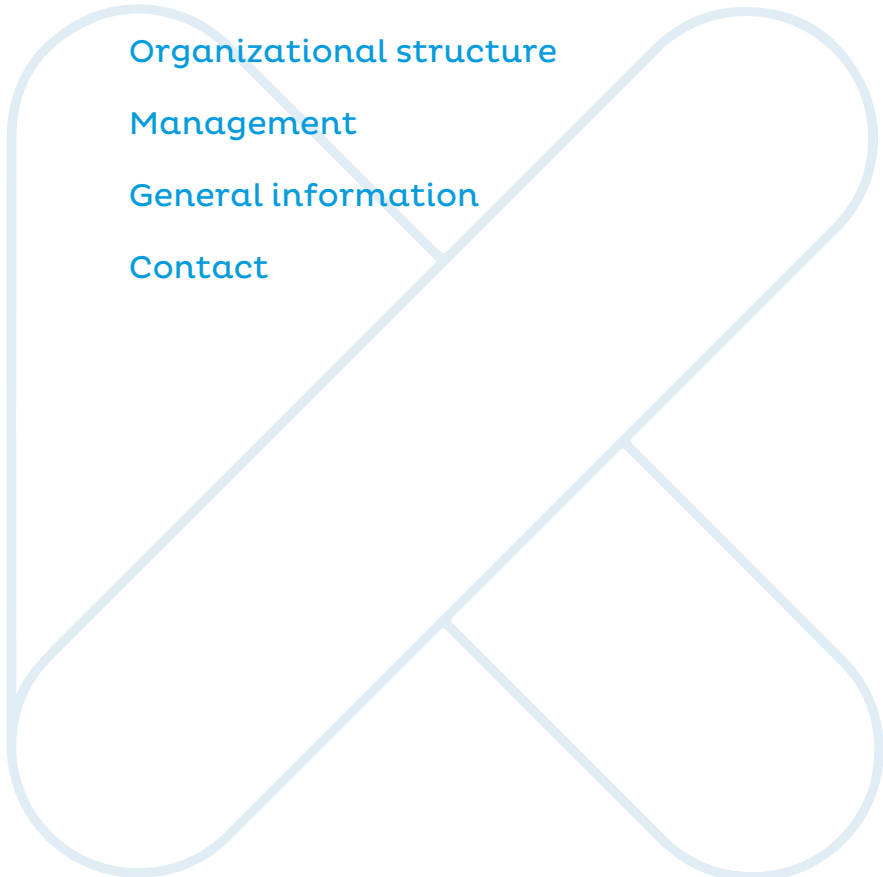 Organizational structure
Management
General information
Contact